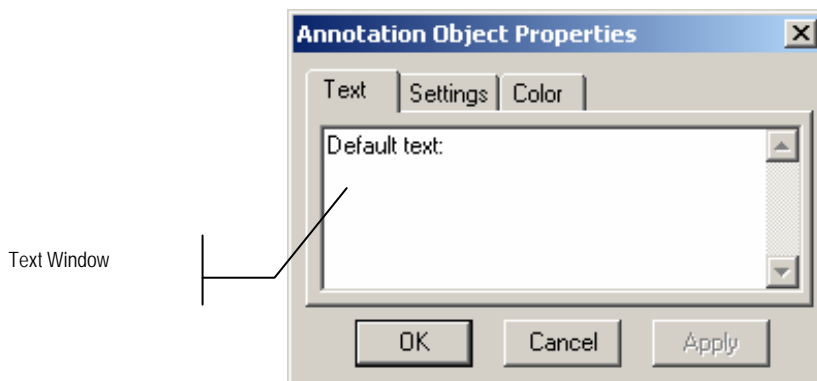 Annotation Object Properties
Text Settings Color
Default text:
Text Window
OK Cancel Apply